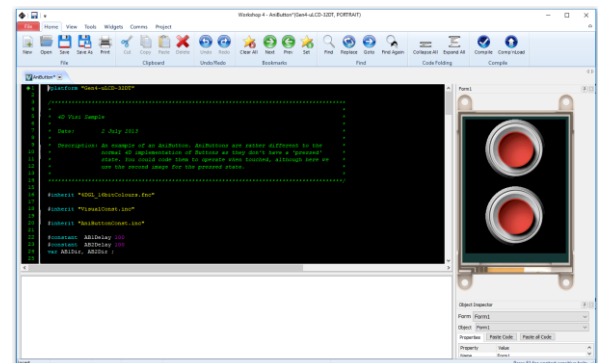 Workshop 4 - AniButton*(Gen4-uLCD-32DT, PORTRAIT)
File Home View Tools Widgets Comms Project
New Open Save Save As Print Cut Copy Paste Delete Undo Redo Clear All Next Prev Set Find Replace Goto Find Again Collapse All Expand All Compile Comp'nLoad
File Clipboard Undo/Redo Bookmarks Find Code Folding Compile
AniButton*
Form1
#platform "Gen4-uLCD-32DT"
4D Visi Sample
Date: 2 July 2013
Description: An example of an AniButton. AniButtons are rather different to the
normal 4D implementation of Buttons as they don't have a 'pressed'
state. You could code them to operate when touched, although here we
use the second image for the pressed state.
#inherit "4DGL_16bitColours.fnc"
#inherit "VisualConst.inc"
#inherit "AniButtonConst.inc"
#constant AB1Delay 100
#constant AB2Delay 100
var AB1Dir, AB2Dir ;
Object Inspector
Form Form1
Object Form1
Properties Paste Code Paste all Code
Property Value
Name Form1